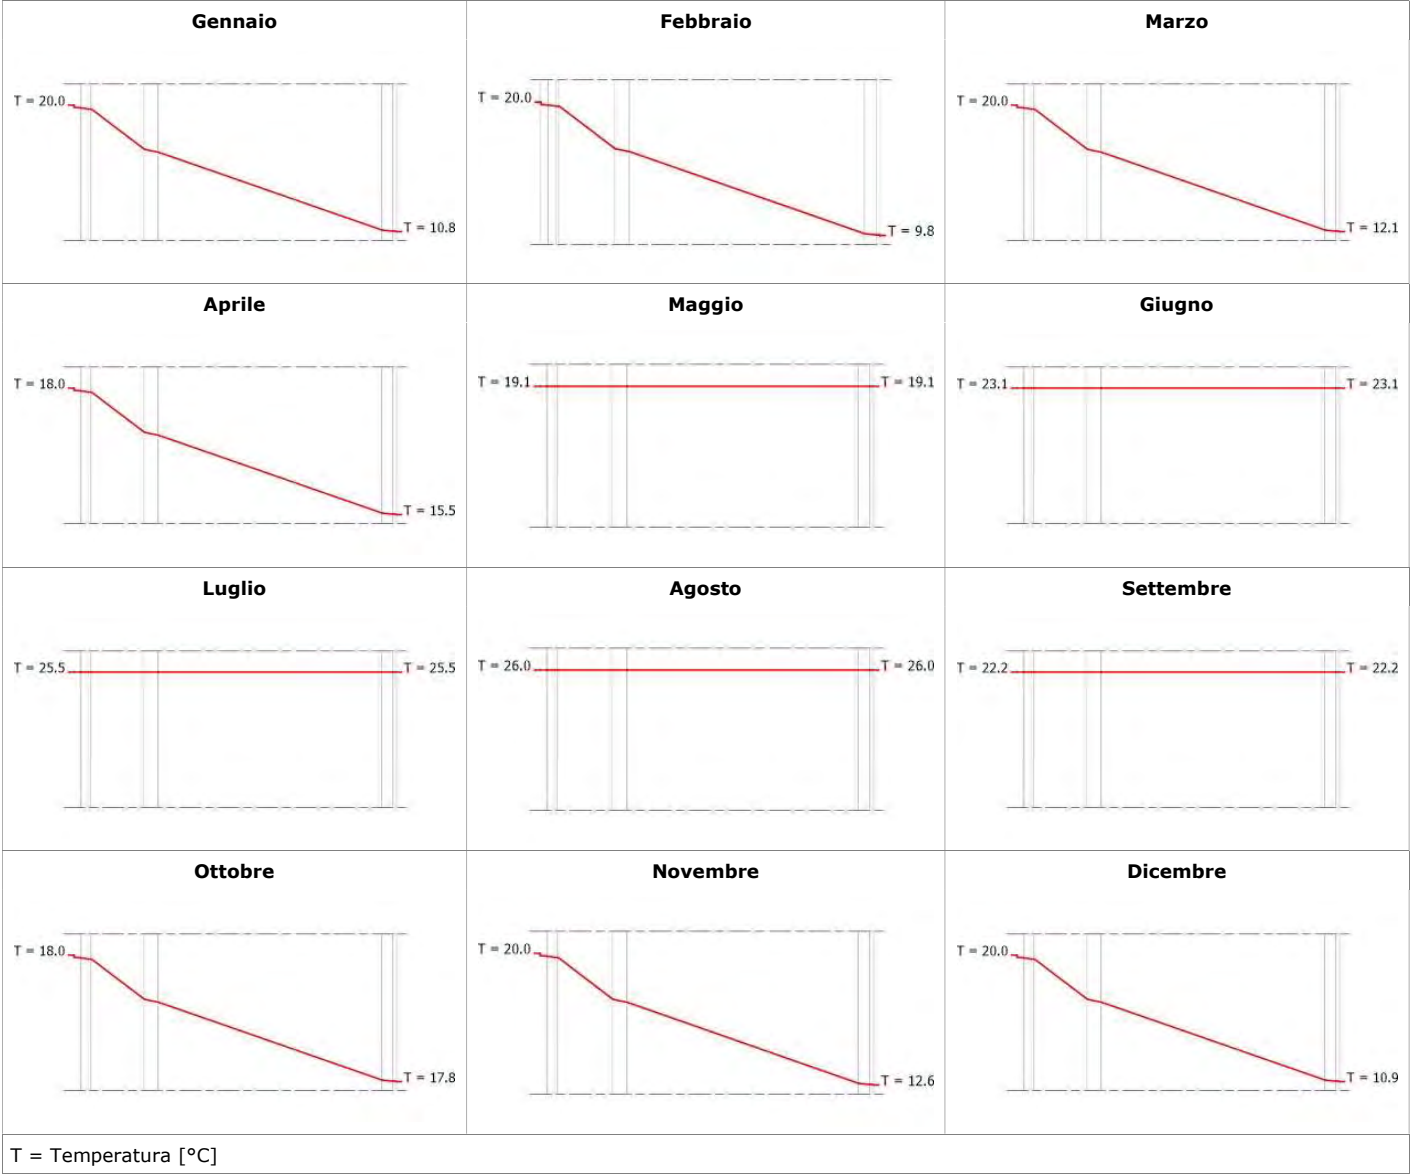 Gennaio
Febbraio
Marzo
T = 20.0
T = 10.8
T = 20.0
T = 9.8
T = 20.0
T = 12.1
Aprile
Maggio
Giugno
T = 18.0
T = 15.5
T = 19.1
T = 19.1
T = 23.1
T = 23.1
Luglio
Agosto
Settembre
T = 25.5
T = 25.5
T = 26.0
T = 26.0
T = 22.2
T = 22.2
Ottobre
Novembre
Dicembre
T = 18.0
T = 17.8
T = 20.0
T = 12.6
T = 20.0
T = 10.9
T = Temperatura [°C]